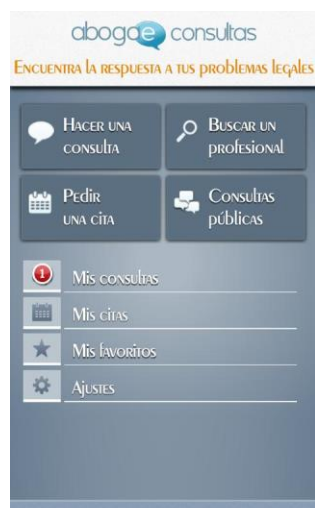 abogae consultas
Encuentra la respuesta a tus problemas legales
Hacer una
consulta
Buscar un
profesional
Pedir
una cita
Consultas
públicas
1
Mis consultas
Mis citas
Mis favoritos
Ajustes